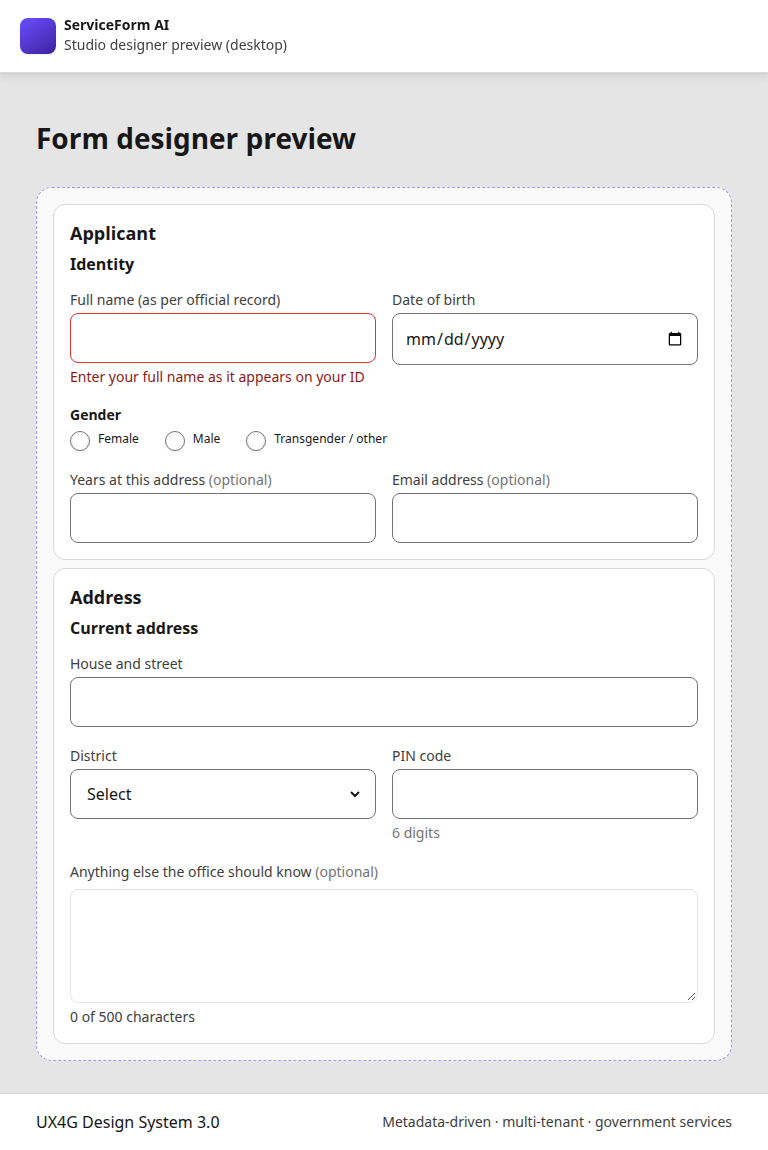 ServiceForm AI
Studio designer preview (desktop)
Form designer preview
Applicant
Identity
Full name (as per official record)
Date of birth
mm/dd/yyyy
Enter your full name as it appears on your ID
Gender
Female
Male
Transgender / other
Years at this address (optional)
Email address (optional)
Address
Current address
House and street
District
PIN code
Select
6 digits
Anything else the office should know (optional)
0 of 500 characters
UX4G Design System 3.0
Metadata-driven · multi-tenant · government services